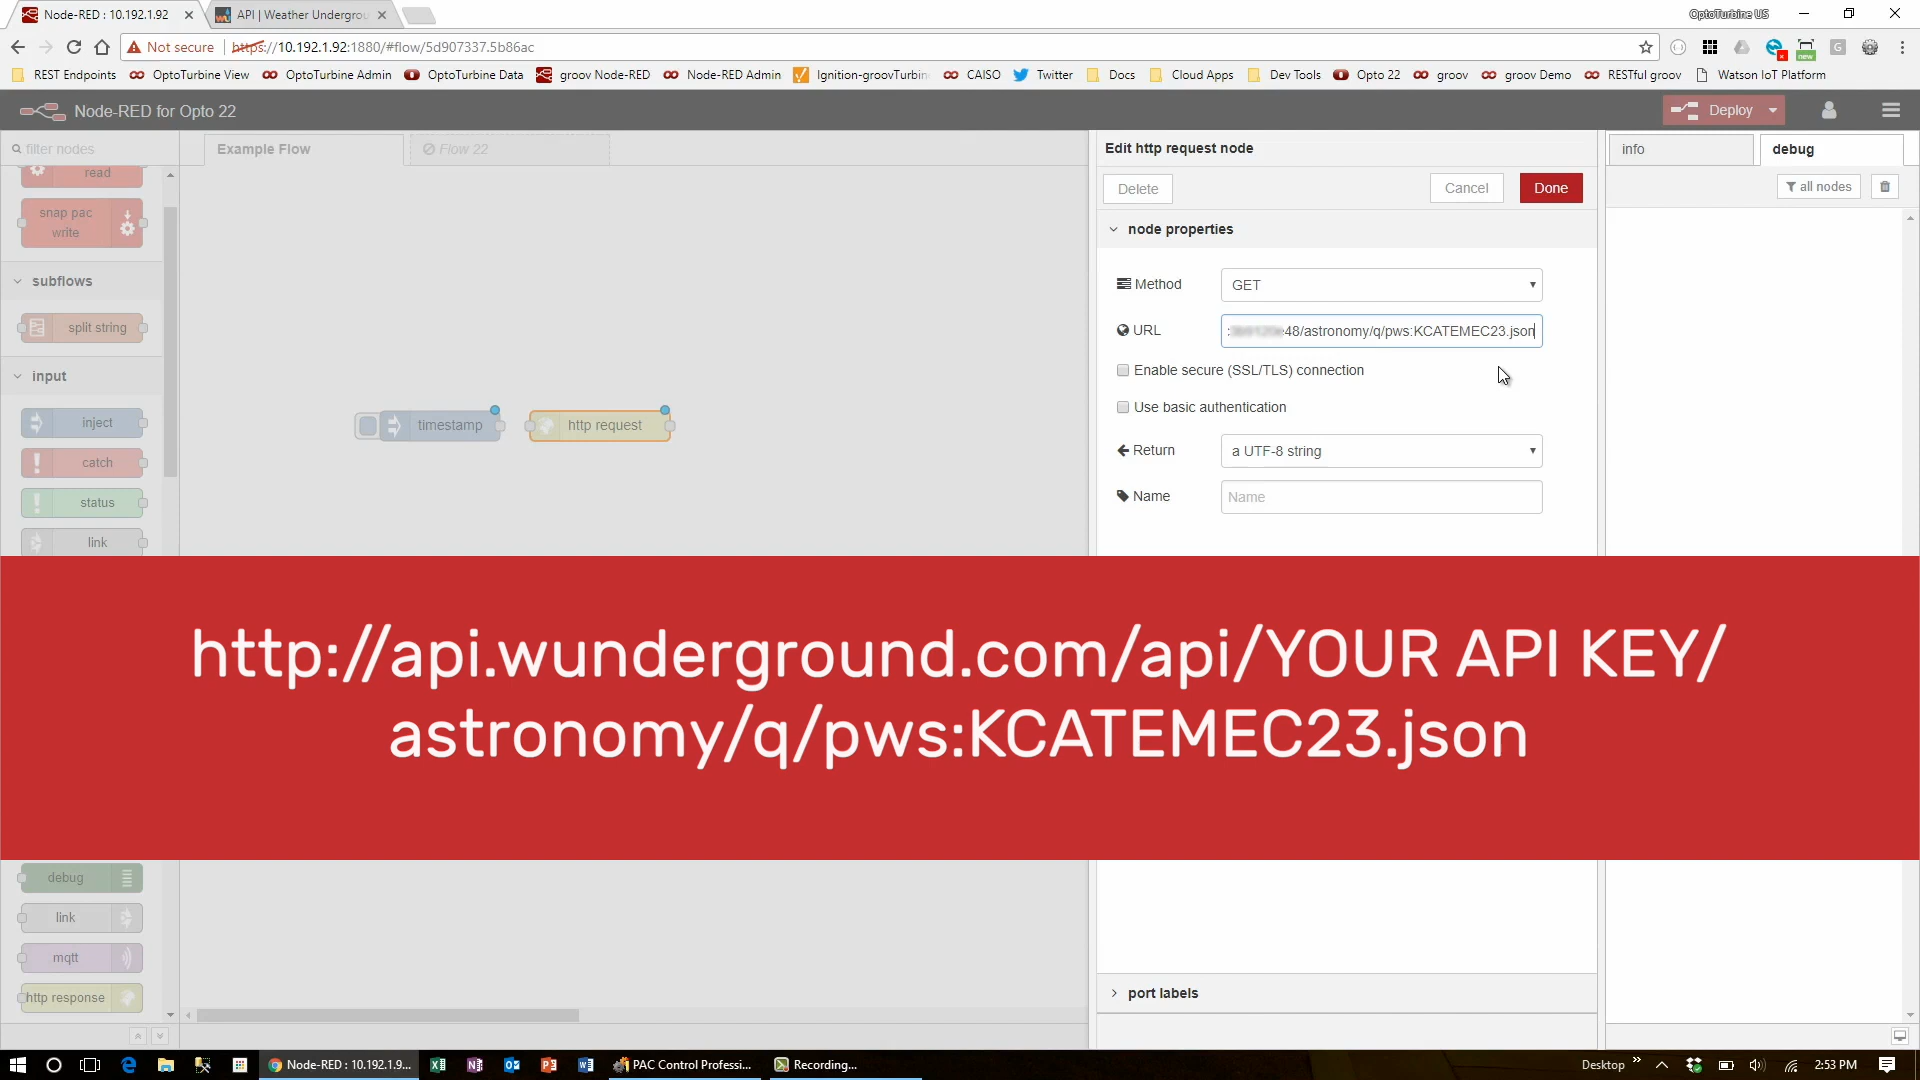 Node-RED : 10.192.1.92
API | Weather Undergrou
OptoTurbine US
Not secure
https://10.192.1.92:1880/#flow/5d907337.5b86ac
REST Endpoints
OptoTurbine View
OptoTurbine Admin
OptoTurbine Data
groov Node-RED
Node-RED Admin
Ignition-groovTurbin
CAISO
Twitter
Docs
Cloud Apps
Dev Tools
Opto 22
groov
groov Demo
RESTful groov
Watson IoT Platform
Node-RED for Opto 22
Deploy
filter nodes
Example Flow
Flow 22
Edit http request node
info
debug
Delete
Cancel
Done
all nodes
read
snap pac
write
node properties
subflows
split string
input
inject
catch
status
link
timestamp
http request
Method
GET
URL
48/astronomy/q/pws:KCATEMEC23.json
Enable secure (SSL/TLS) connection
Use basic authentication
Return
a UTF-8 string
Name
Name
http://api.wunderground.com/api/YOUR API KEY/
astronomy/q/pws:KCATEMEC23.json
debug
link
mqtt
http response
port labels
Node-RED : 10.192.1.9...
PAC Control Professi...
Recording...
Desktop
2:53 PM